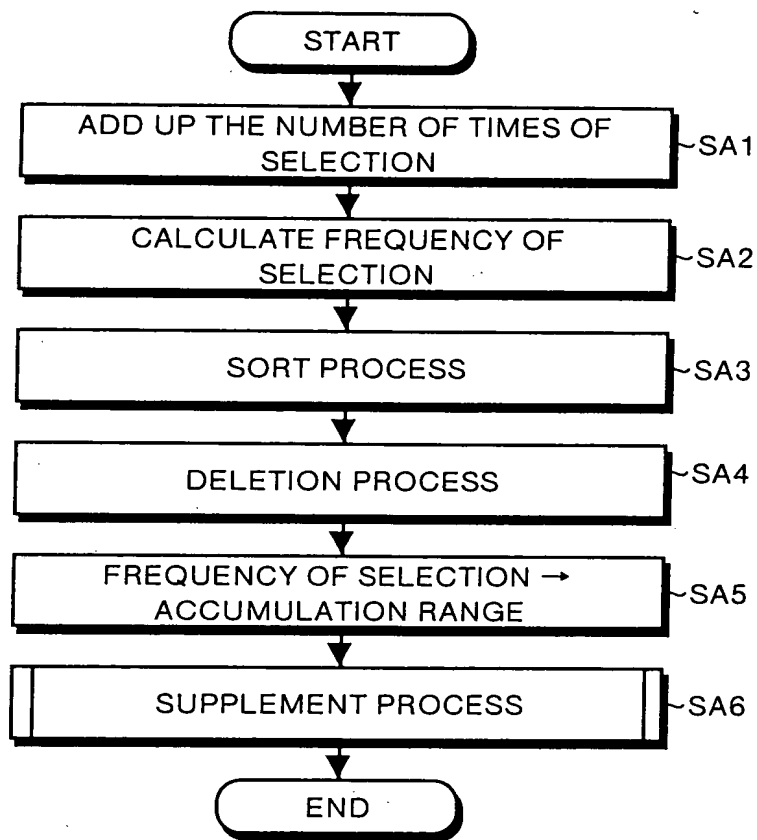 START
ADD UP THE NUMBER OF TIMES OF
SELECTION
SA1
CALCULATE FREQUENCY OF
SELECTION
SA2
SORT PROCESS
SA3
DELETION PROCESS
SA4
FREQUENCY OF SELECTION →
ACCUMULATION RANGE
SA5
SUPPLEMENT PROCESS
SA6
END